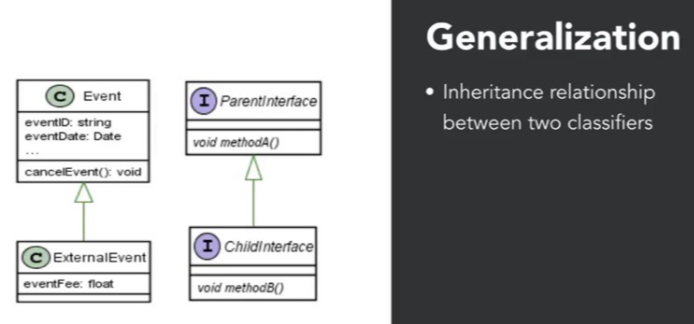 Generalization
• Inheritance relationship
between two classifiers
C Event
eventID: string
eventDate: Date
...
cancelEvent(): void
I ParentInterface
void methodA()
C ExternalEvent
eventFee: float
I ChildInterface
void methodB()